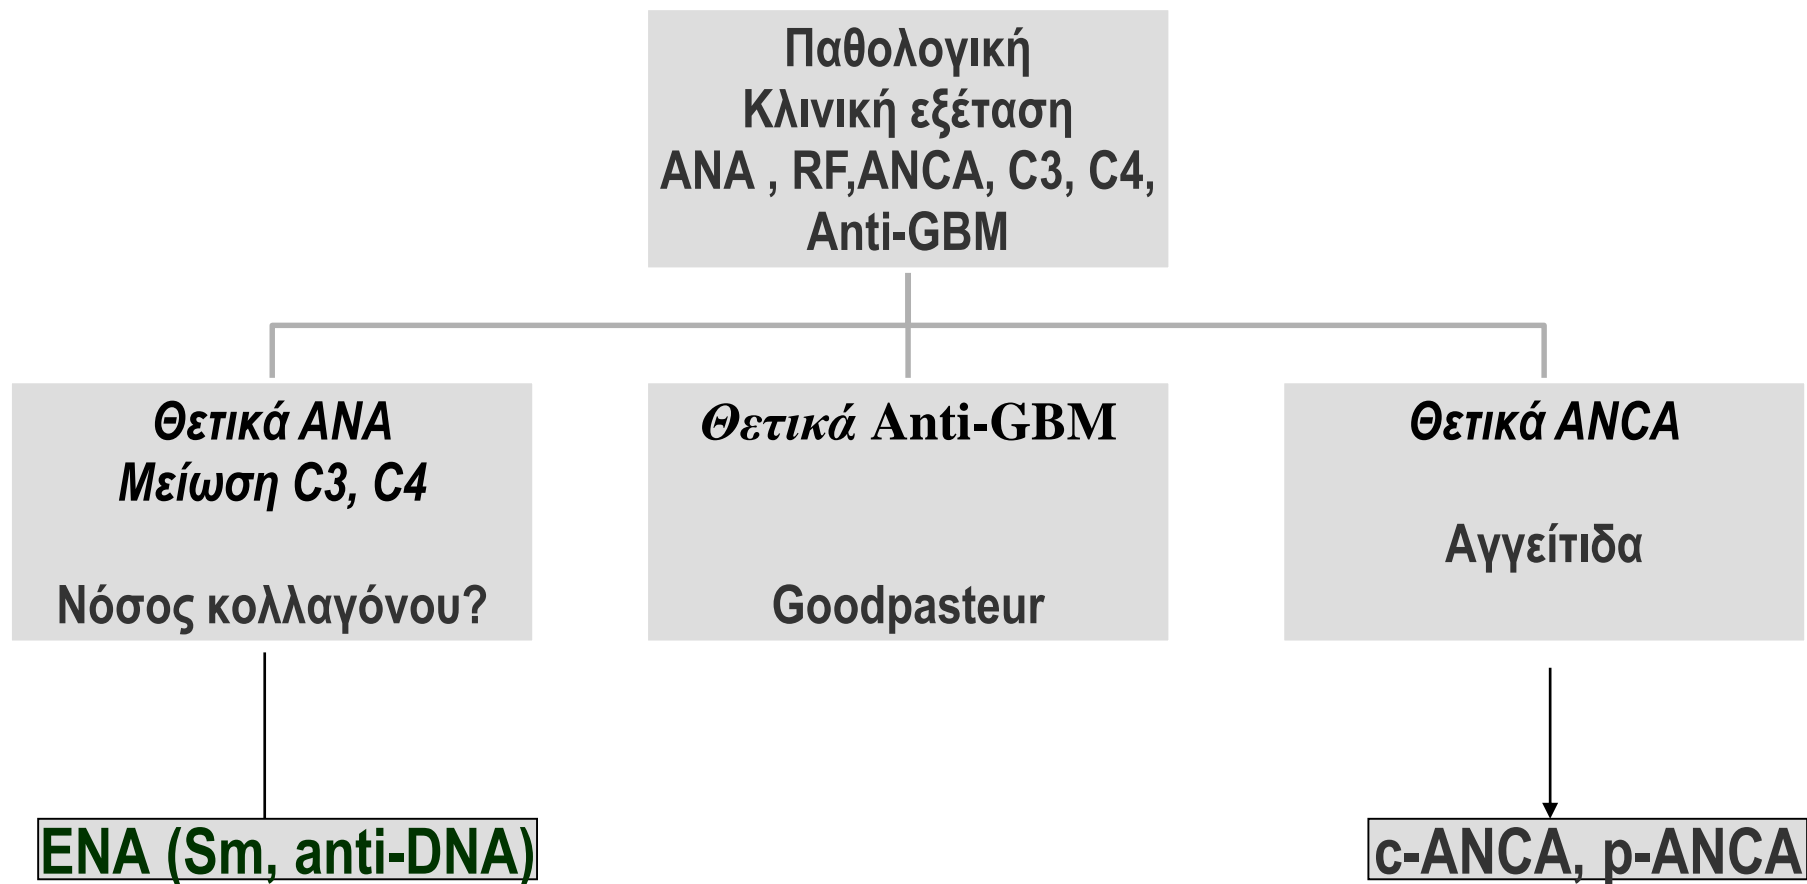 Παθολογική
Κλινική εξέταση
ANA , RF,ANCA, C3, C4,
Anti-GBM
Θετικά ANA
Μείωση C3, C4
Νόσος κολλαγόνου?
Θετικά Anti-GBM
Goodpasteur
Θετικά ANCA
Αγγείτιδα
ENA (Sm, anti-DNA)
c-ANCA, p-ANCA